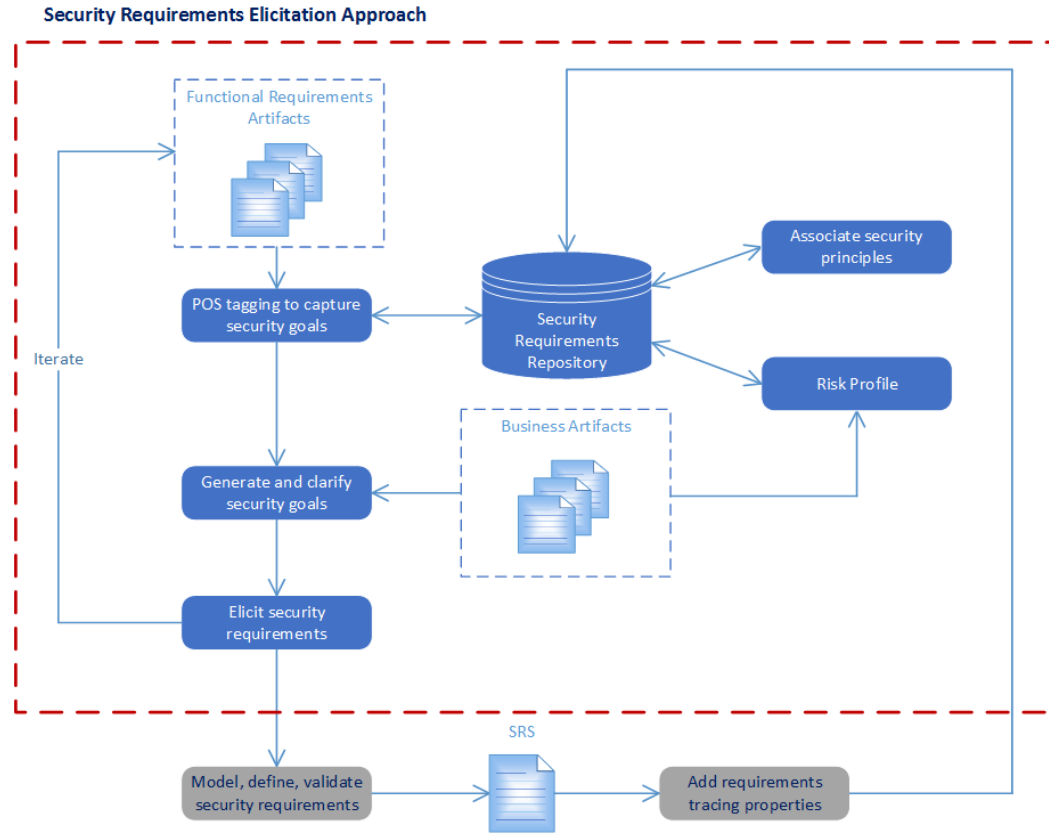 Security Requirements Elicitation Approach
Functional Requirements
Artifacts
Associate security
principles
POS tagging to capture
security goals
Security
Requirements
Repository
Iterate
Risk Profile
Business Artifacts
Generate and clarify
security goals
Elicit security
requirements
SRS
Model, define, validate
security requirements
Add requirements
tracing properties